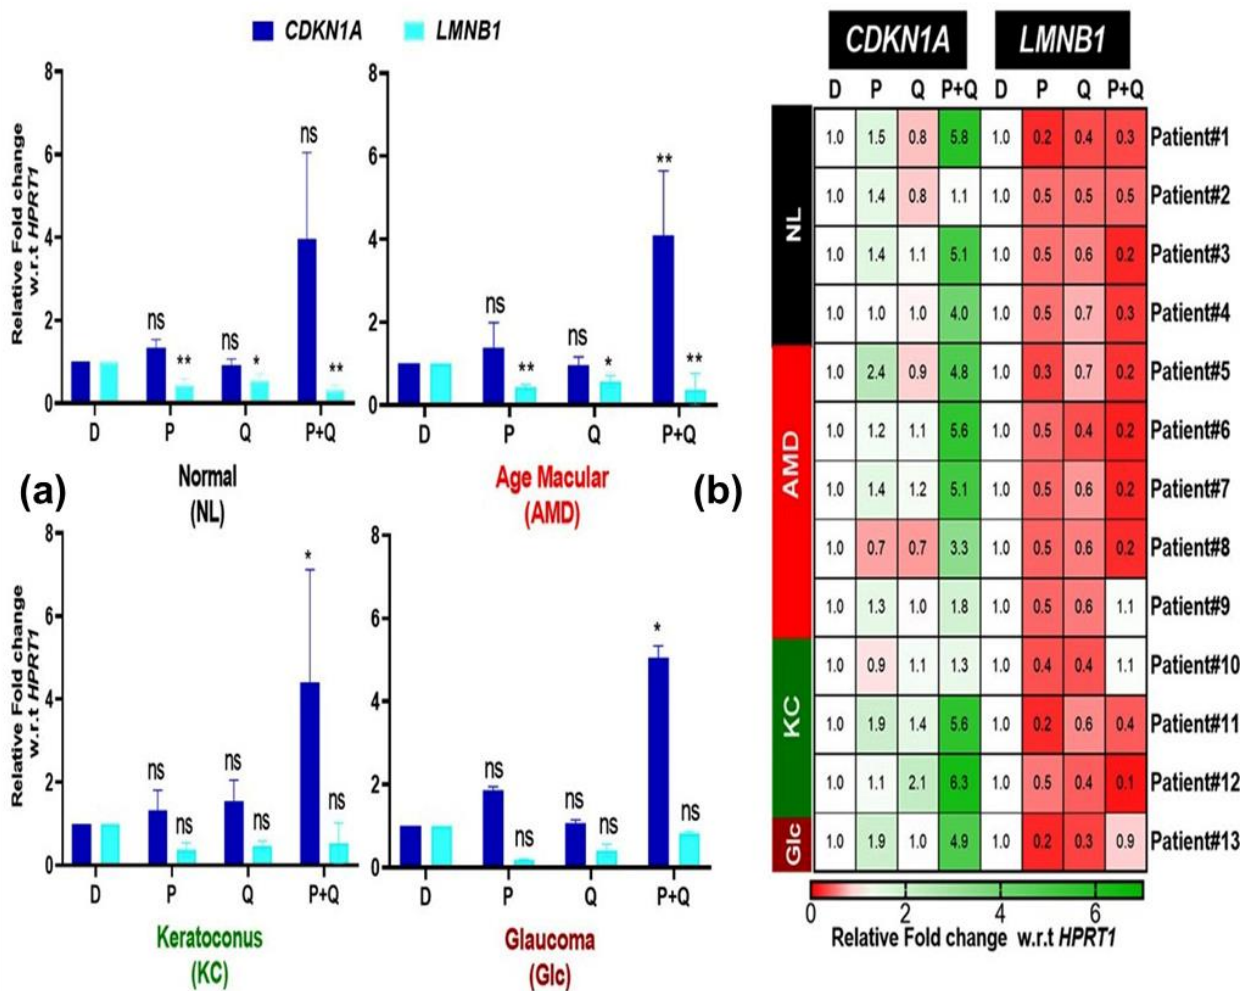 CDKN1A LMNB1
Relative Fold change
w.r.t HPRT1
8
6
4
2
0
ns
ns
ns
**
*
**
D P Q P+Q
Normal
(NL)
8
6
4
2
0
ns
ns
**
**
*
**
D P Q P+Q
Age Macular
(AMD)
(a)
Relative Fold change
w.r.t HPRT1
8
6
4
2
0
ns
ns
*
ns
ns
ns
D P Q P+Q
Keratoconus
(KC)
8
6
4
2
0
ns
ns
*
ns
ns
ns
D P Q P+Q
Glaucoma
(Glc)
(b)
CDKN1A LMNB1
D P Q P+Q D P Q P+Q
NL
1.0 1.5 0.8 5.8 1.0 0.2 0.4 0.3 Patient#1
1.0 1.4 0.8 1.1 1.0 0.5 0.5 0.5 Patient#2
1.0 1.4 1.1 5.1 1.0 0.5 0.6 0.2 Patient#3
1.0 1.0 1.0 4.0 1.0 0.5 0.7 0.3 Patient#4
AMD
1.0 2.4 0.9 4.8 1.0 0.3 0.7 0.2 Patient#5
1.0 1.2 1.1 5.6 1.0 0.5 0.4 0.2 Patient#6
1.0 1.4 1.2 5.1 1.0 0.5 0.6 0.2 Patient#7
1.0 0.7 0.7 3.3 1.0 0.5 0.6 0.2 Patient#8
1.0 1.3 1.0 1.8 1.0 0.5 0.6 1.1 Patient#9
KC
1.0 0.9 1.1 1.3 1.0 0.4 0.4 1.1 Patient#10
1.0 1.9 1.4 5.6 1.0 0.2 0.6 0.4 Patient#11
1.0 1.1 2.1 6.3 1.0 0.5 0.4 0.1 Patient#12
Glc
1.0 1.9 1.0 4.9 1.0 0.2 0.3 0.9 Patient#13
0 2 4 6
Relative Fold change w.r.t HPRT1